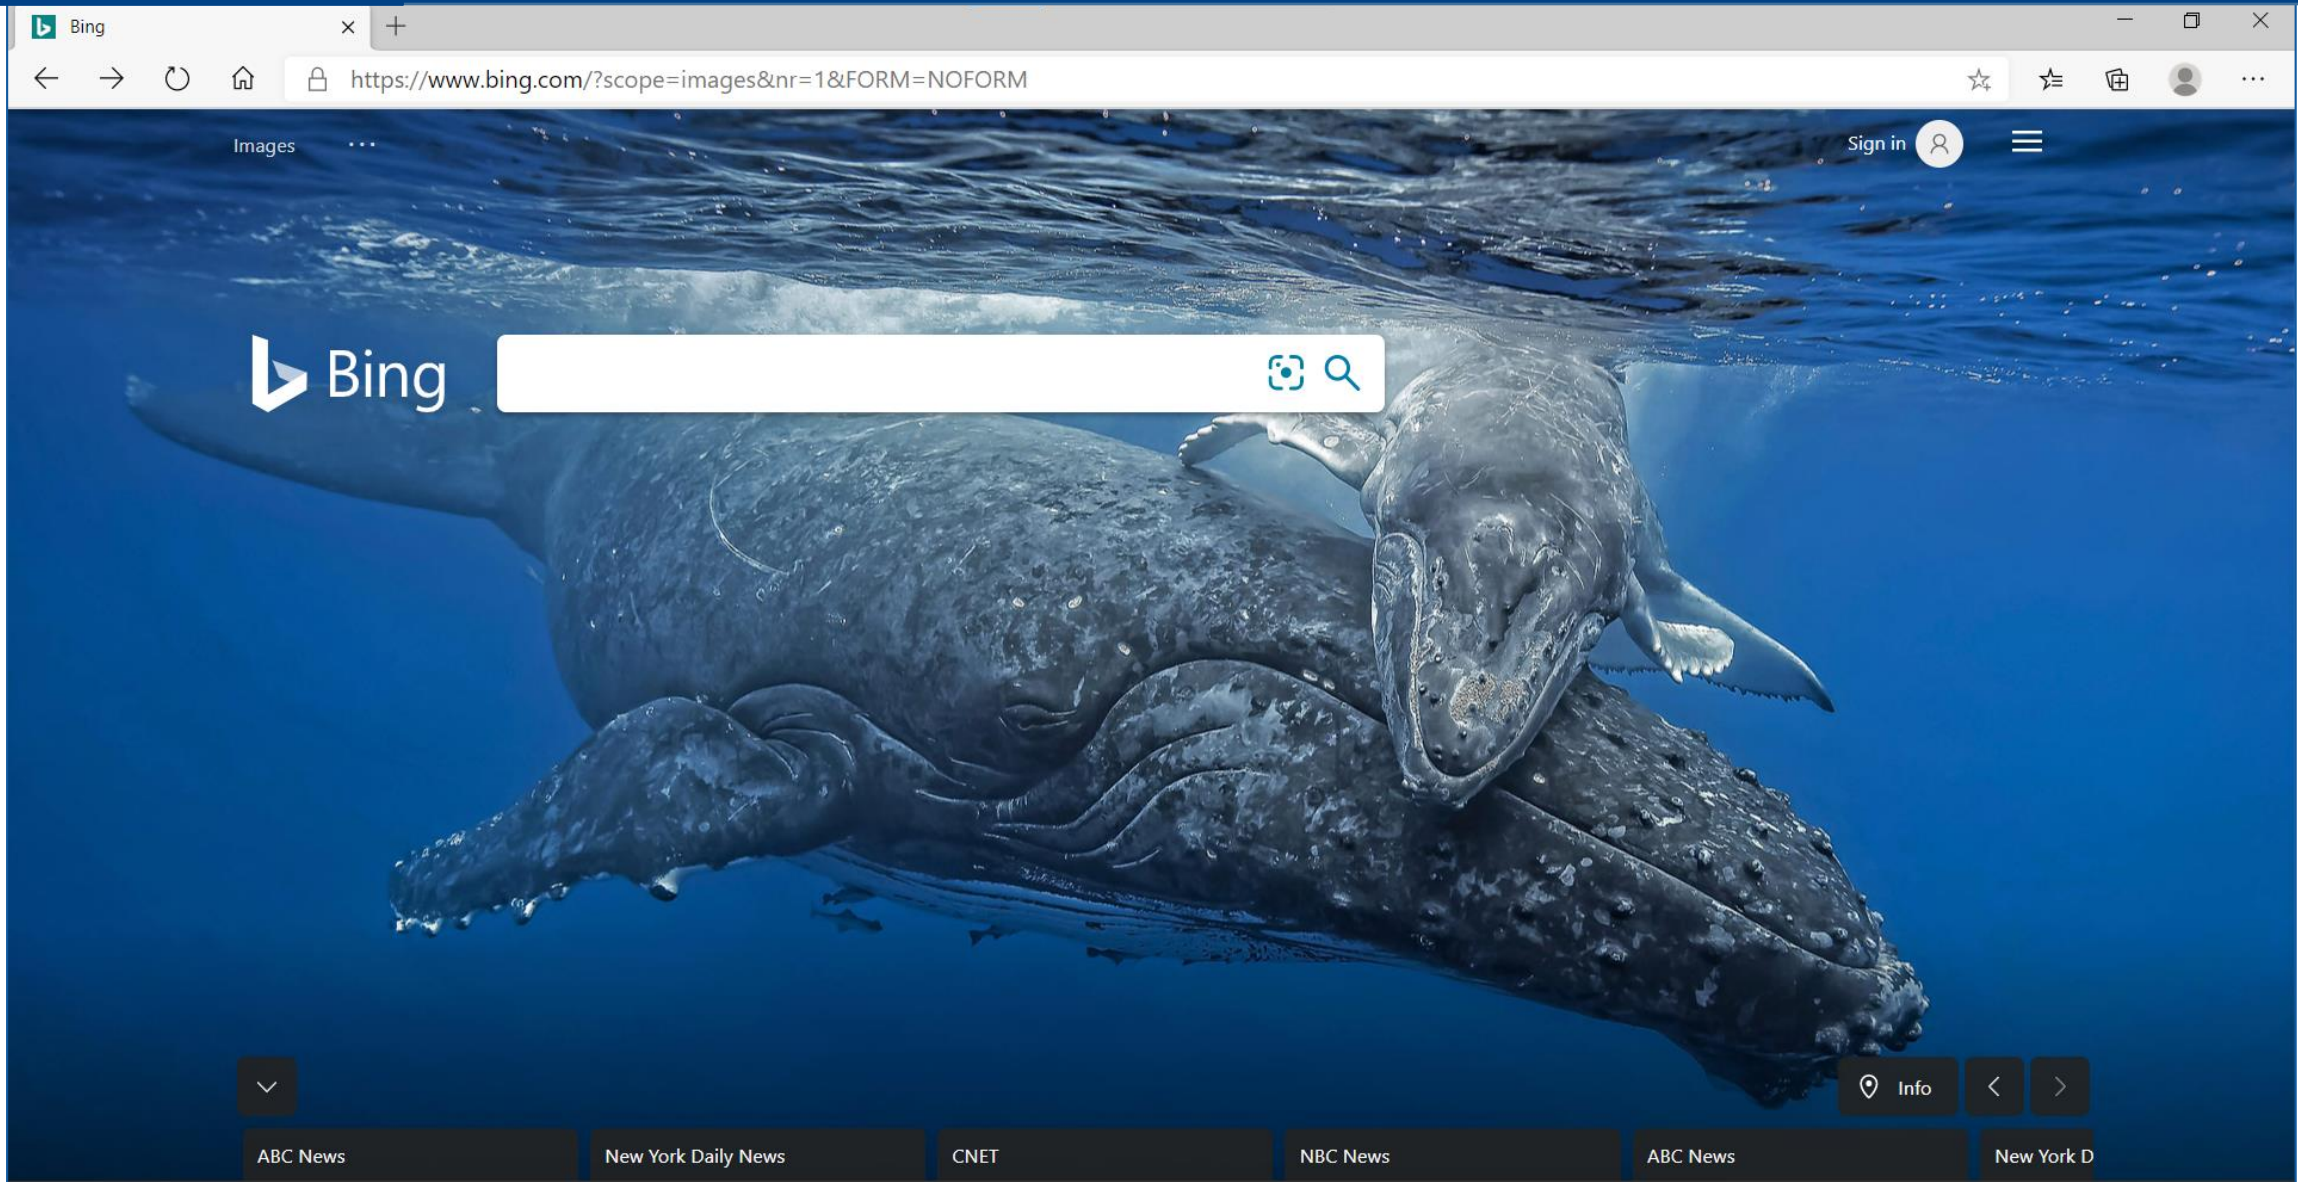 Bing
https://www.bing.com/?scope=images&nr=1&FORM=NOFORM
Images
Sign in
Bing
Info
ABC News
New York Daily News
CNET
NBC News
ABC News
New York D